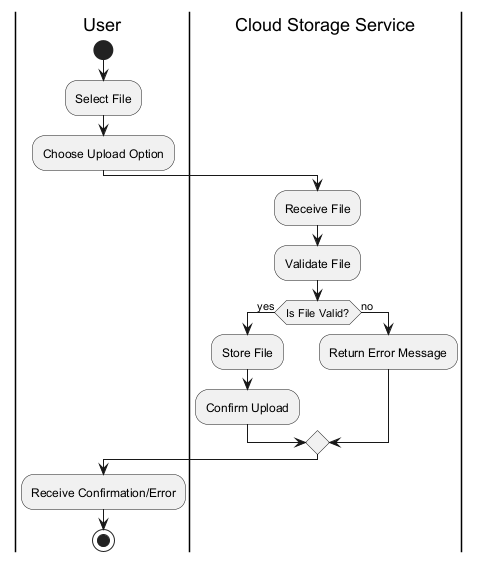 User
Cloud Storage Service
Select File
Choose Upload Option
Receive File
Validate File
yes
Is File Valid?
no
Store File
Return Error Message
Confirm Upload
Receive Confirmation/Error